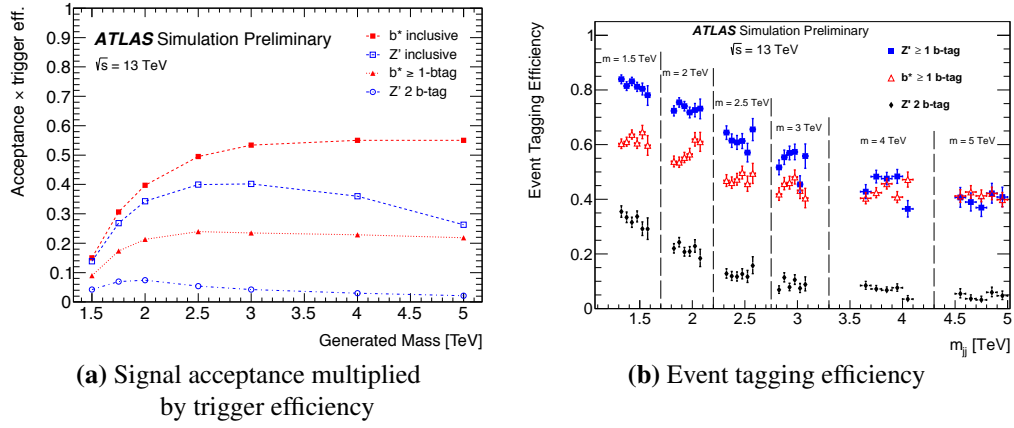 Acceptance × trigger eff.
1
0.9
0.8
0.7
0.6
0.5
0.4
0.3
0.2
0.1
0
ATLAS Simulation Preliminary
√s = 13 TeV
b* inclusive
Z' inclusive
b* ≥ 1-btag
Z' 2 b-tag
1.5 2 2.5 3 3.5 4 4.5 5
Generated Mass [TeV]
(a) Signal acceptance multiplied
by trigger efficiency
Event Tagging Efficiency
1
0.8
0.6
0.4
0.2
0
ATLAS Simulation Preliminary
√s = 13 TeV
Z' ≥ 1 b-tag
b* ≥ 1 b-tag
Z' 2 b-tag
m = 1.5 TeV
m = 2 TeV
m = 2.5 TeV
m = 3 TeV
m = 4 TeV
m = 5 TeV
1.5 2 2.5 3 3.5 4 4.5 5
mjj [TeV]
(b) Event tagging efficiency